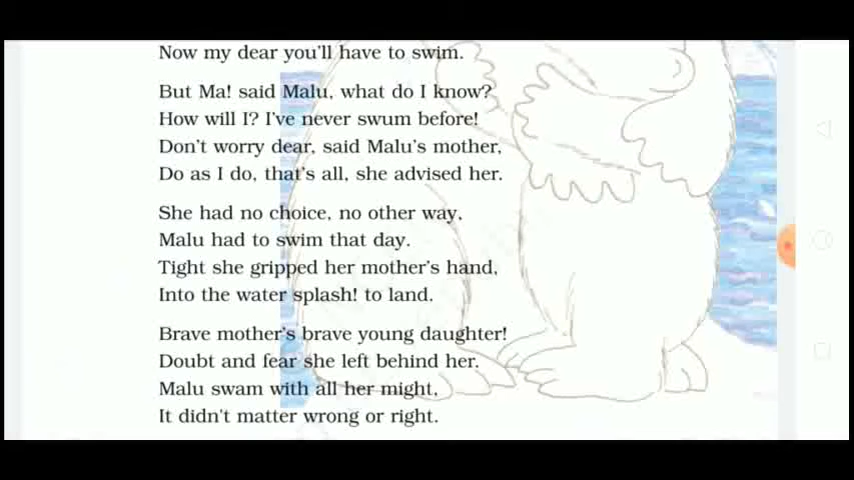 Now my dear you'll have to swim.
But Ma! said Malu, what do I know?
How will I? I've never swum before!
Don't worry dear, said Malu's mother,
Do as I do, that's all, she advised her.
She had no choice, no other way,
Malu had to swim that day.
Tight she gripped her mother's hand,
Into the water splash! to land.
Brave mother's brave young daughter!
Doubt and fear she left behind her.
Malu swam with all her might,
It didn't matter wrong or right.